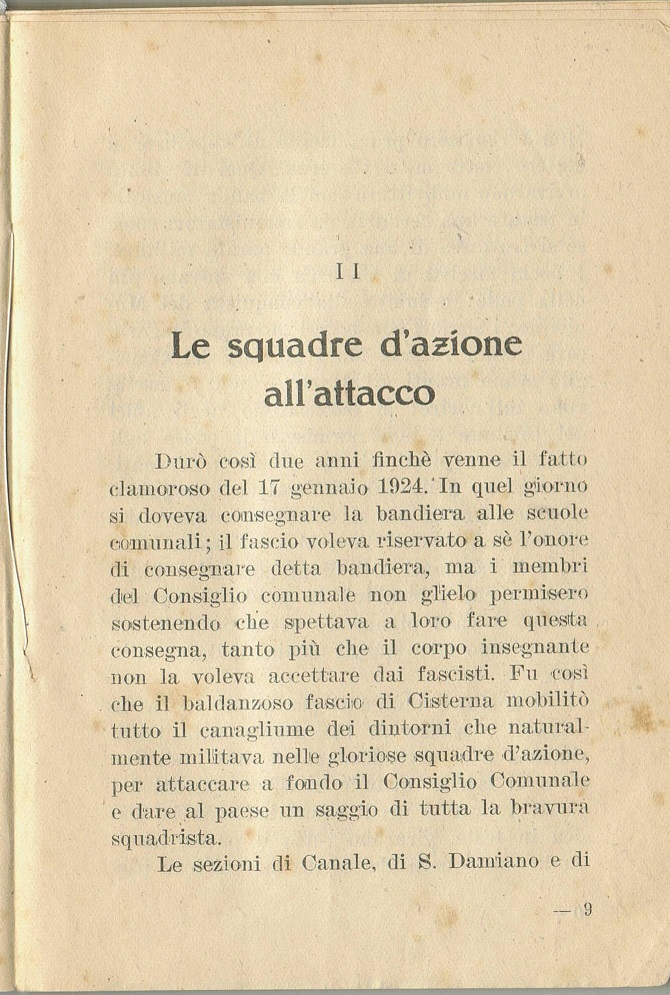 II
Le squadre d'azione
all'attacco
Durò così due anni finchè venne il fatto
clamoroso del 17 gennaio 1924. In quel giorno
si doveva consegnare la bandiera alle scuole
comunali; il fascio voleva riservato a sè l'onore
di consegnare detta bandiera, ma i membri
del Consiglio comunale non glielo permisero
sostenendo che spettava a loro fare questa
consegna, tanto più che il corpo insegnante
non la voleva accettare dai fascisti. Fu così
che il baldanzoso fascio di Cisterna mobilitò
tutto il canagliume dei dintorni che natural-
mente militava nelle gloriose squadre d'azione,
per attaccare a fondo il Consiglio Comunale
e dare al paese un saggio di tutta la bravura
squadrista.
Le sezioni di Canale, di S. Damiano e di
— 9